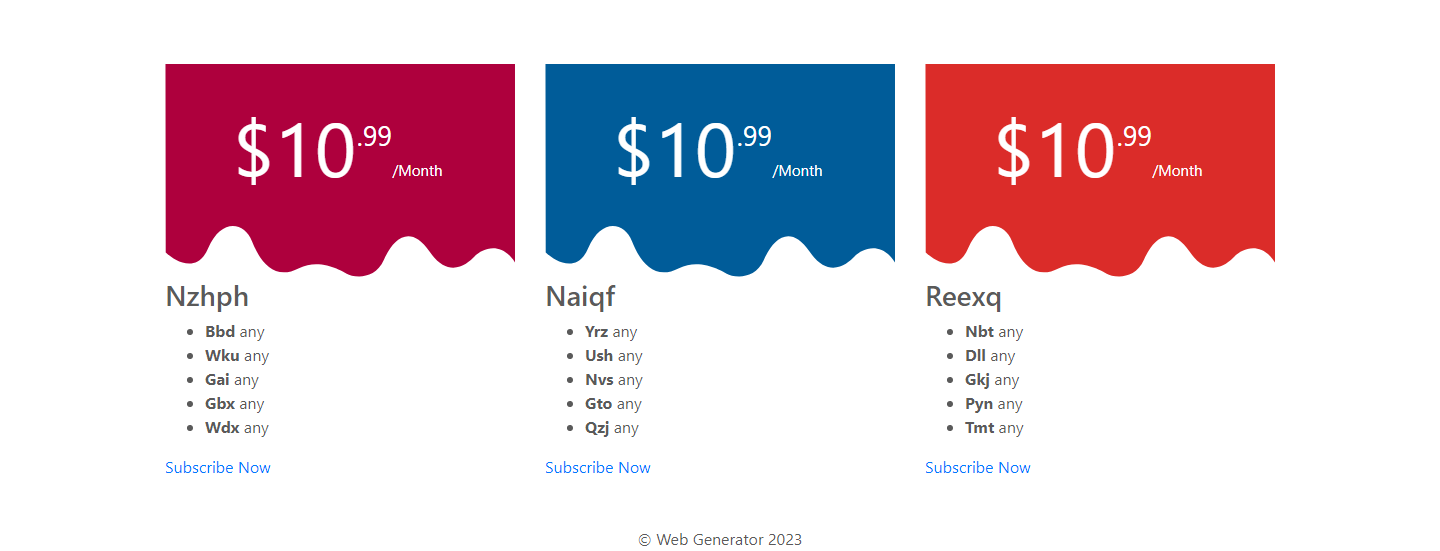 $10.99 /Month
Nzhph
Bbd any
Wku any
Gai any
Gbx any
Wdx any
Subscribe Now
$10.99 /Month
Naiqf
Yrz any
Ush any
Nvs any
Gto any
Qzj any
Subscribe Now
$10.99 /Month
Reexq
Nbt any
Dll any
Gkj any
Pyn any
Tmt any
Subscribe Now
© Web Generator 2023